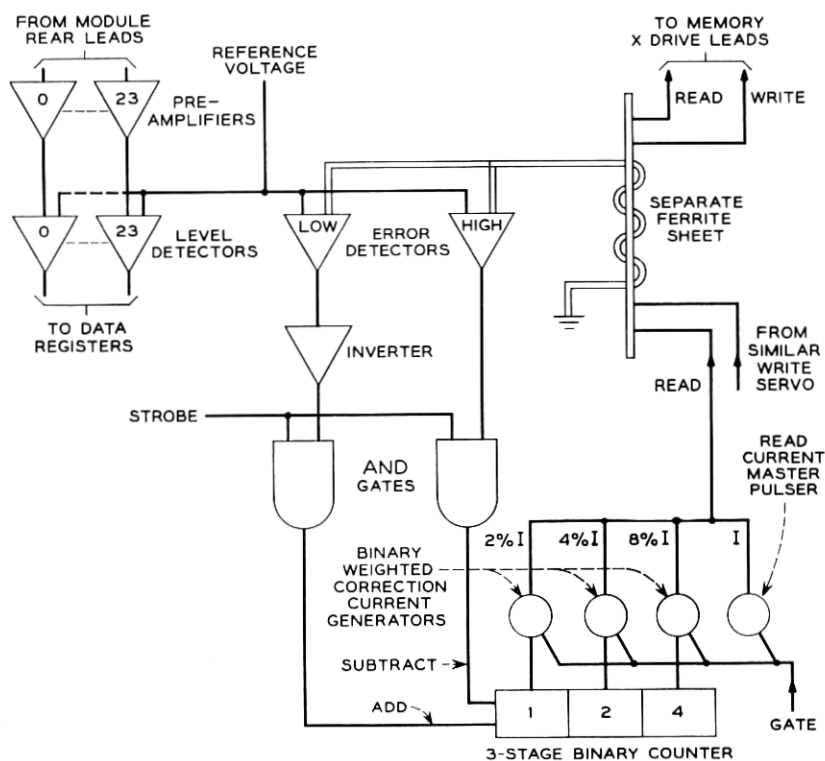 FROM MODULE
REAR LEADS
REFERENCE
VOLTAGE
TO MEMORY
X DRIVE LEADS
0
23
PRE-
AMPLIFIERS
READ
WRITE
SEPARATE
FERRITE
SHEET
0
23
LEVEL
DETECTORS
LOW
ERROR
DETECTORS
HIGH
TO DATA
REGISTERS
INVERTER
FROM
SIMILAR
WRITE
SERVO
READ
STROBE
AND
GATES
READ
CURRENT
MASTER
PULSER
2% I
4% I
8% I
I
BINARY
WEIGHTED
CORRECTION
CURRENT
GENERATORS
SUBTRACT
ADD
1
2
4
GATE
3-STAGE BINARY COUNTER